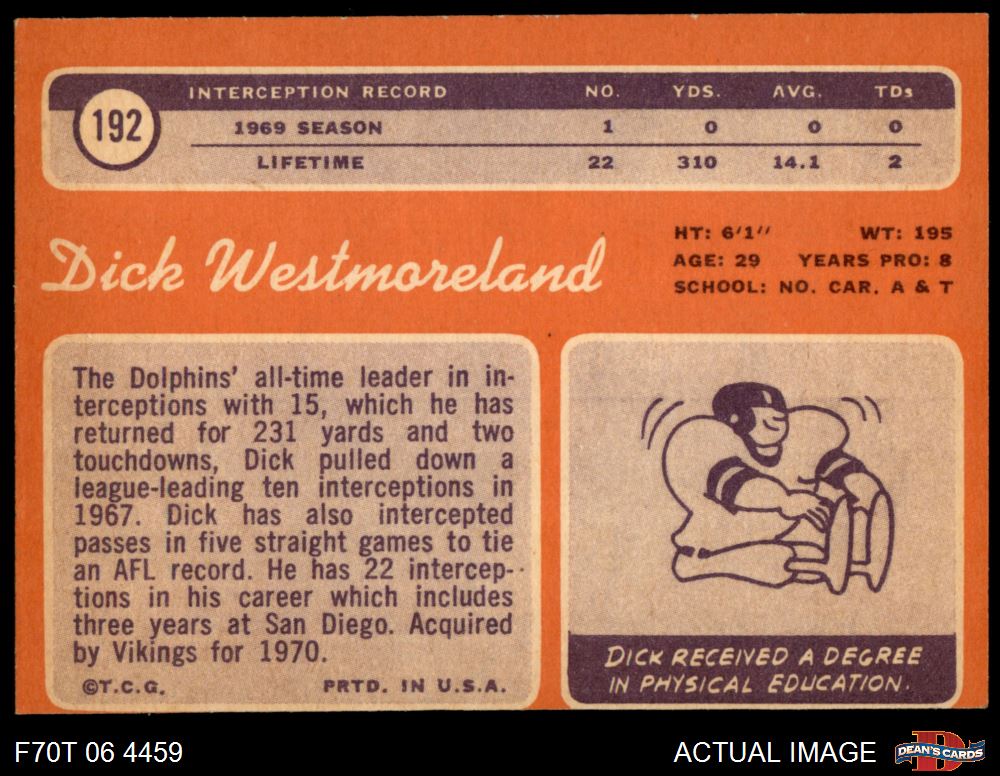 192
INTERCEPTION RECORD NO. YDS. AVG. TDs
1969 SEASON 1 0 0 0
LIFETIME 22 310 14.1 2
Dick Westmoreland
HT: 6'1" WT: 195
AGE: 29 YEARS PRO: 8
SCHOOL: NO. CAR. A & T
The Dolphins' all-time leader in in-
terceptions with 15, which he has
returned for 231 yards and two
touchdowns, Dick pulled down a
league-leading ten interceptions in
1967. Dick has also intercepted
passes in five straight games to tie
an AFL record. He has 22 intercep-
tions in his career which includes
three years at San Diego. Acquired
by Vikings for 1970.
©T.C.G. PRTD. IN U.S.A.
DICK RECEIVED A DEGREE
IN PHYSICAL EDUCATION.
F70T 06 4459
ACTUAL IMAGE
D
DEAN'S CARDS